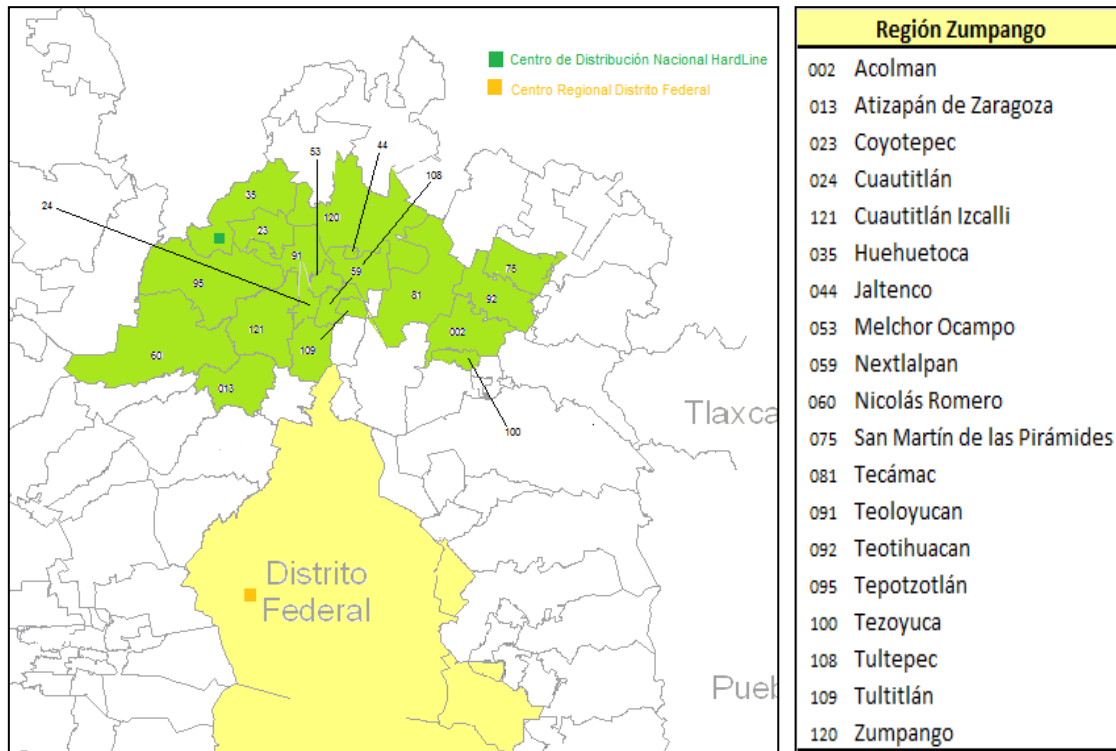 Centro de Distribución Nacional HardLine
Centro Regional Distrito Federal
53
44
108
24
35
120
23
91
59
75
95
81
92
121
002
60
109
013
100
Tlaxca
Distrito
Federal
Pueb
Región Zumpango
002 Acolman
013 Atizapán de Zaragoza
023 Coyotepec
024 Cuautitlán
121 Cuautitlán Izcalli
035 Huehuetoca
044 Jaltenco
053 Melchor Ocampo
059 Nextlalpan
060 Nicolás Romero
075 San Martín de las Pirámides
081 Tecámac
091 Teoloyucan
092 Teotihuacan
095 Tepotzotlán
100 Tezoyuca
108 Tultepec
109 Tultitlán
120 Zumpango